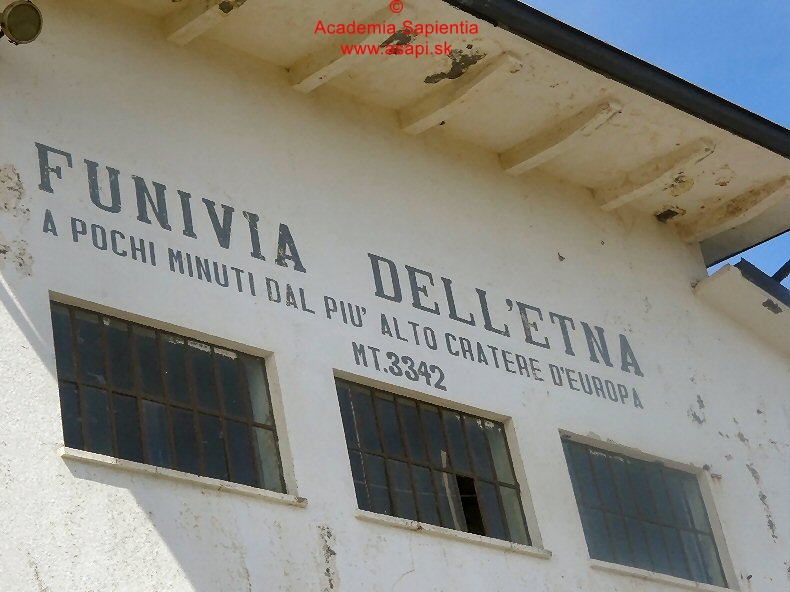 ©
Academia Sapientia
www.asapi.sk
FUNIVIA DELL'ETNA
A POCHI MINUTI DAL PIU' ALTO CRATERE D'EUROPA
MT.3342